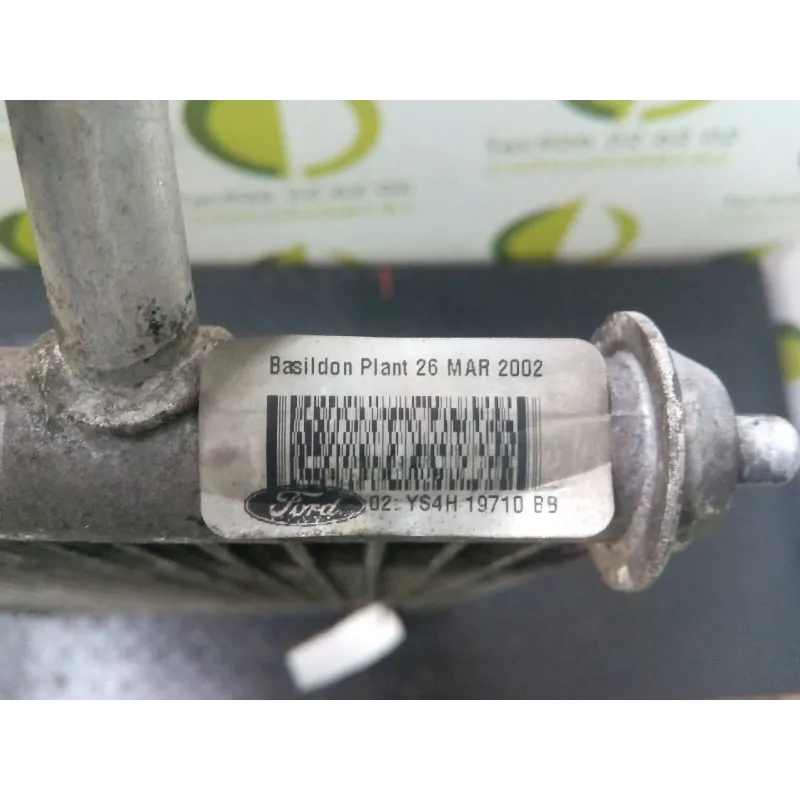 Basildon Plant 26 MAR 2002
Ford
02: YS4H 19710 BB